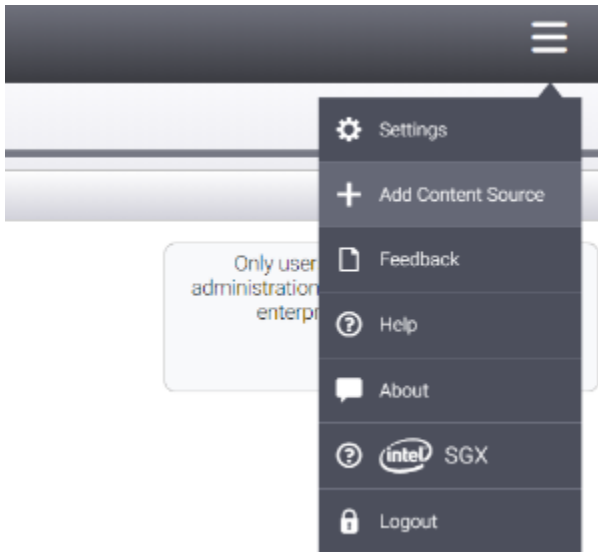 Settings
Add Content Source
Only user
administration
enterpr
Feedback
Help
About
intel SGX
Logout